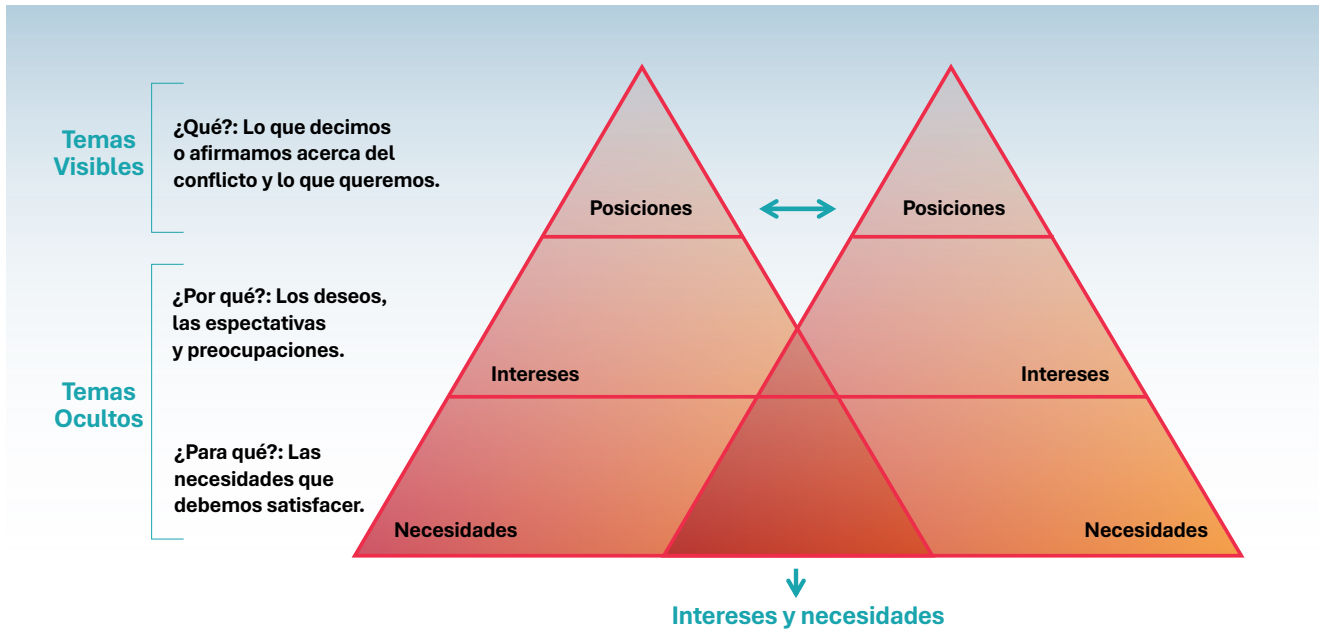 Temas
Visibles
¿Qué?: Lo que decimos
o afirmamos acerca del
conflicto y lo que queremos.
Posiciones
Posiciones
Temas
Ocultos
¿Por qué?: Los deseos,
las espectativas
y preocupaciones.
Intereses
Intereses
¿Para qué?: Las
necesidades que
debemos satisfacer.
Necesidades
Necesidades
Intereses y necesidades